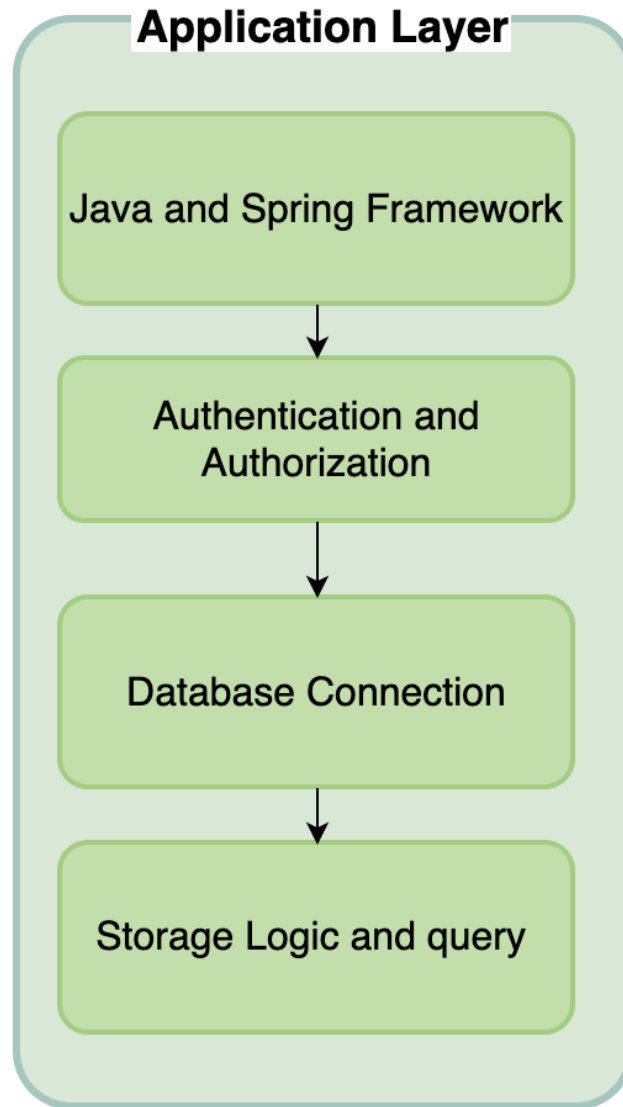 Application Layer
Java and Spring Framework
Authentication and
Authorization
Database Connection
Storage Logic and query